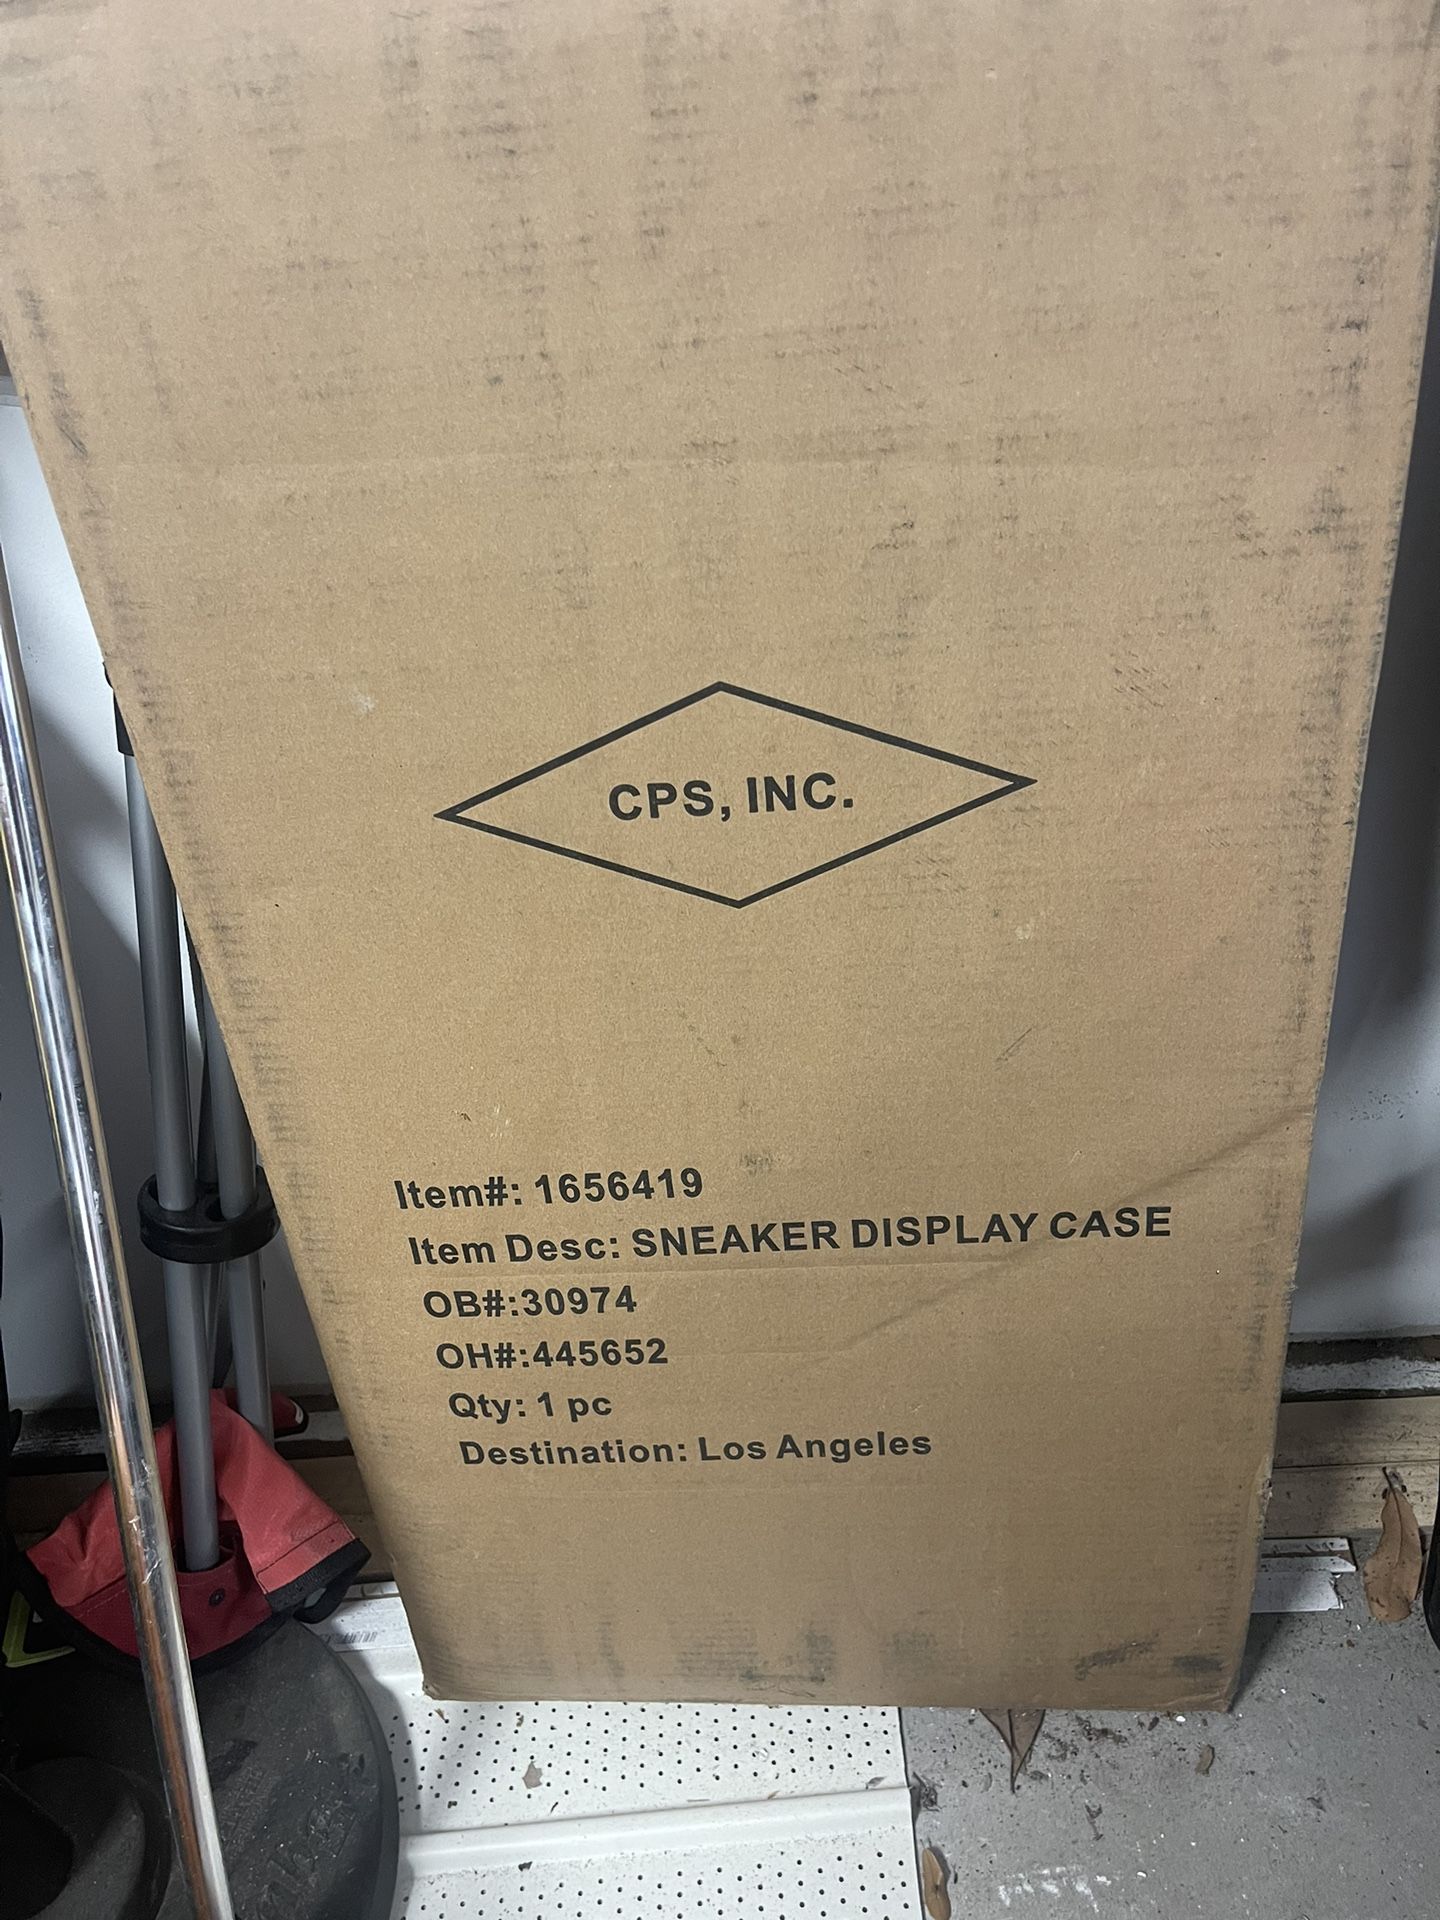 CPS, INC.
Item#: 1656419
Item Desc: SNEAKER DISPLAY CASE
OB#:30974
OH#:445652
Qty: 1 pc
Destination: Los Angeles